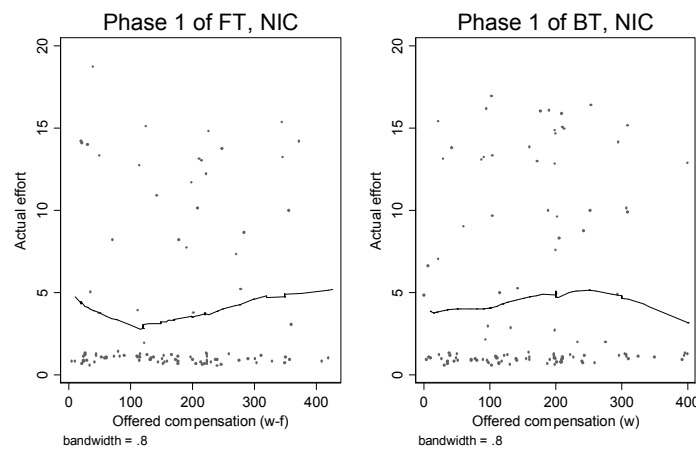 Phase 1 of FT, NIC
Actual effort
20
15
10
5
0
0 100 200 300 400
Offered compensation (w-f)
bandwidth = .8
Phase 1 of BT, NIC
Actual effort
20
15
10
5
0
0 100 200 300 400
Offered compensation (w)
bandwidth = .8